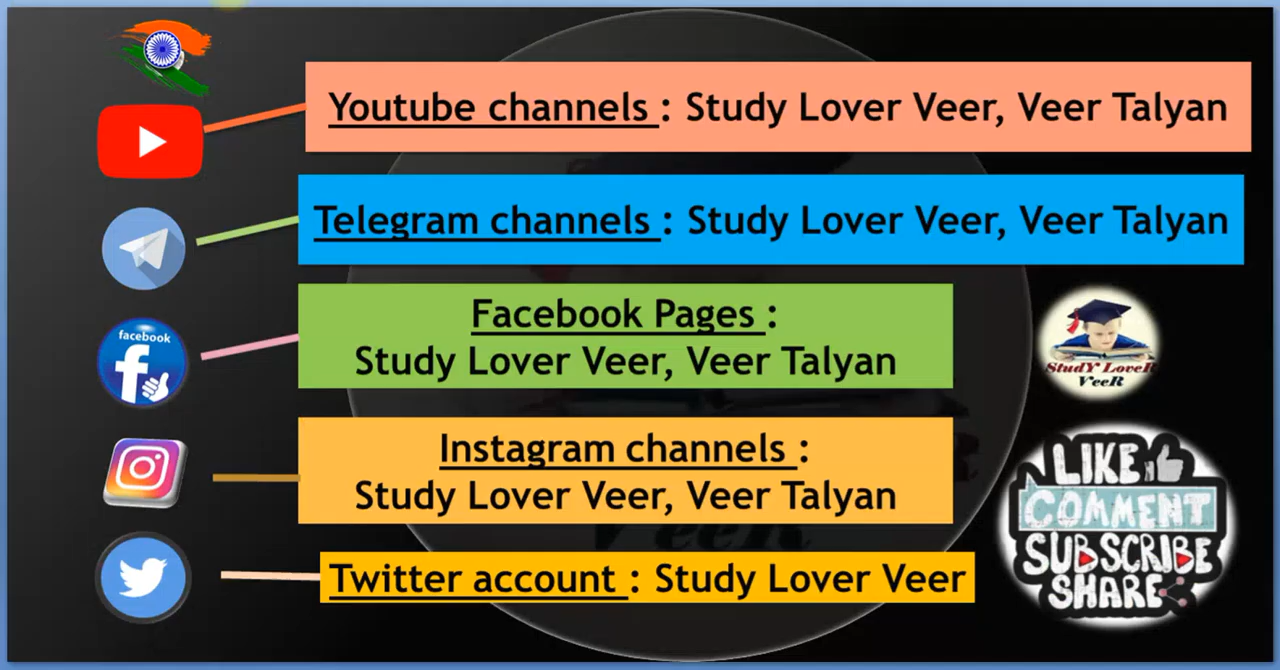 Youtube channels : Study Lover Veer, Veer Talyan
Telegram channels : Study Lover Veer, Veer Talyan
facebook
Facebook Pages :
Study Lover Veer, Veer Talyan
StudY LoveR
VeeR
Instagram channels :
Study Lover Veer, Veer Talyan
VeeR
Twitter account : Study Lover Veer
LIKE
COMMENT
SUBSCRIBE
SHARE